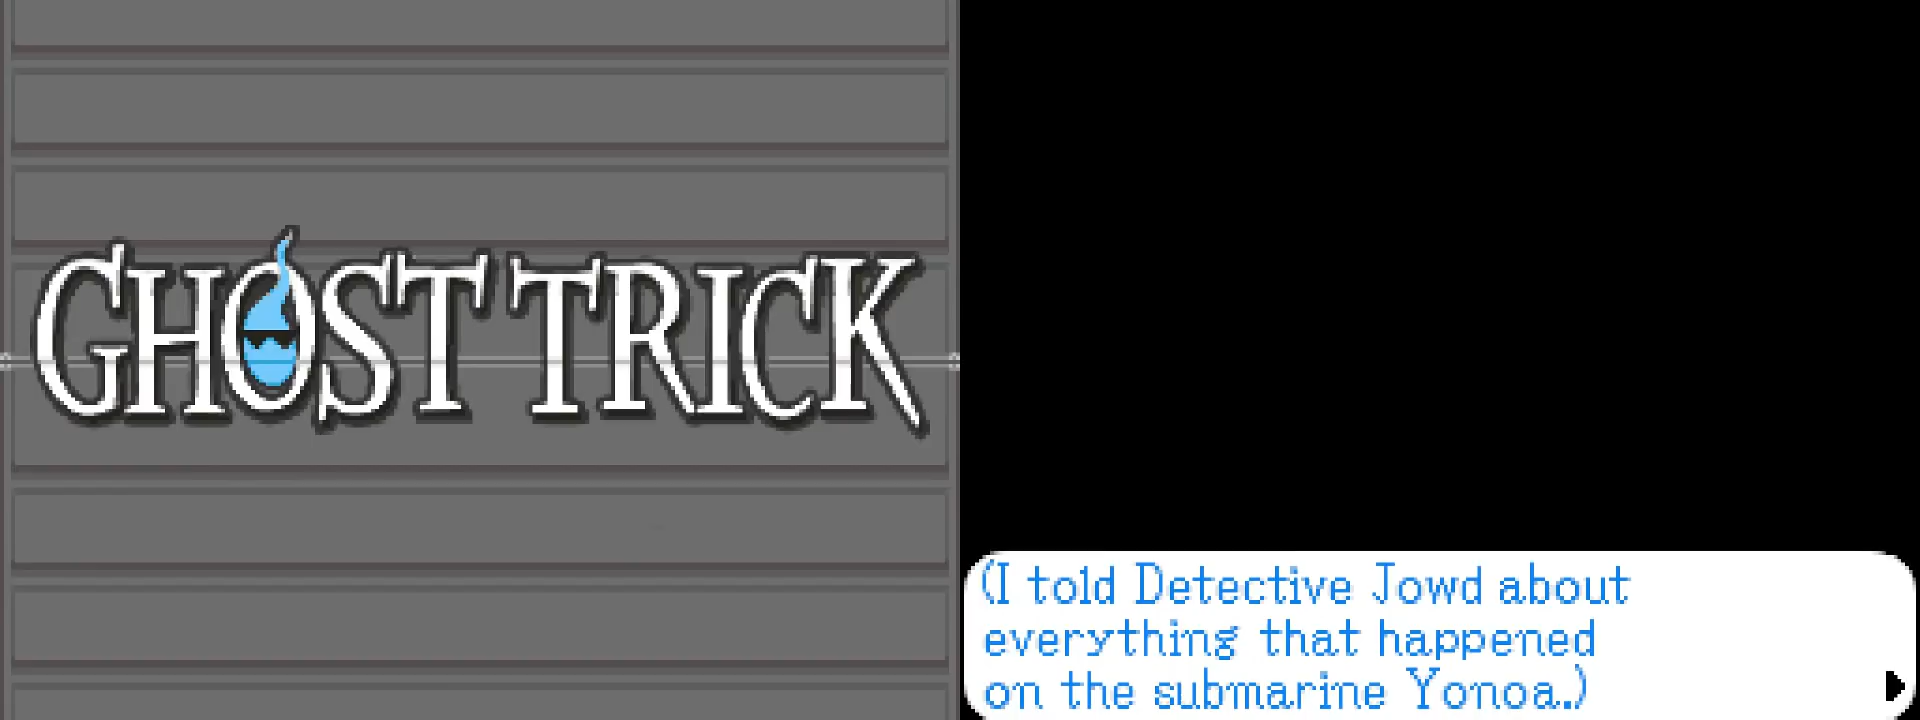 GHOST TRICK
(I told Detective Jowd about
everything that happened
on the submarine Yonoa.)